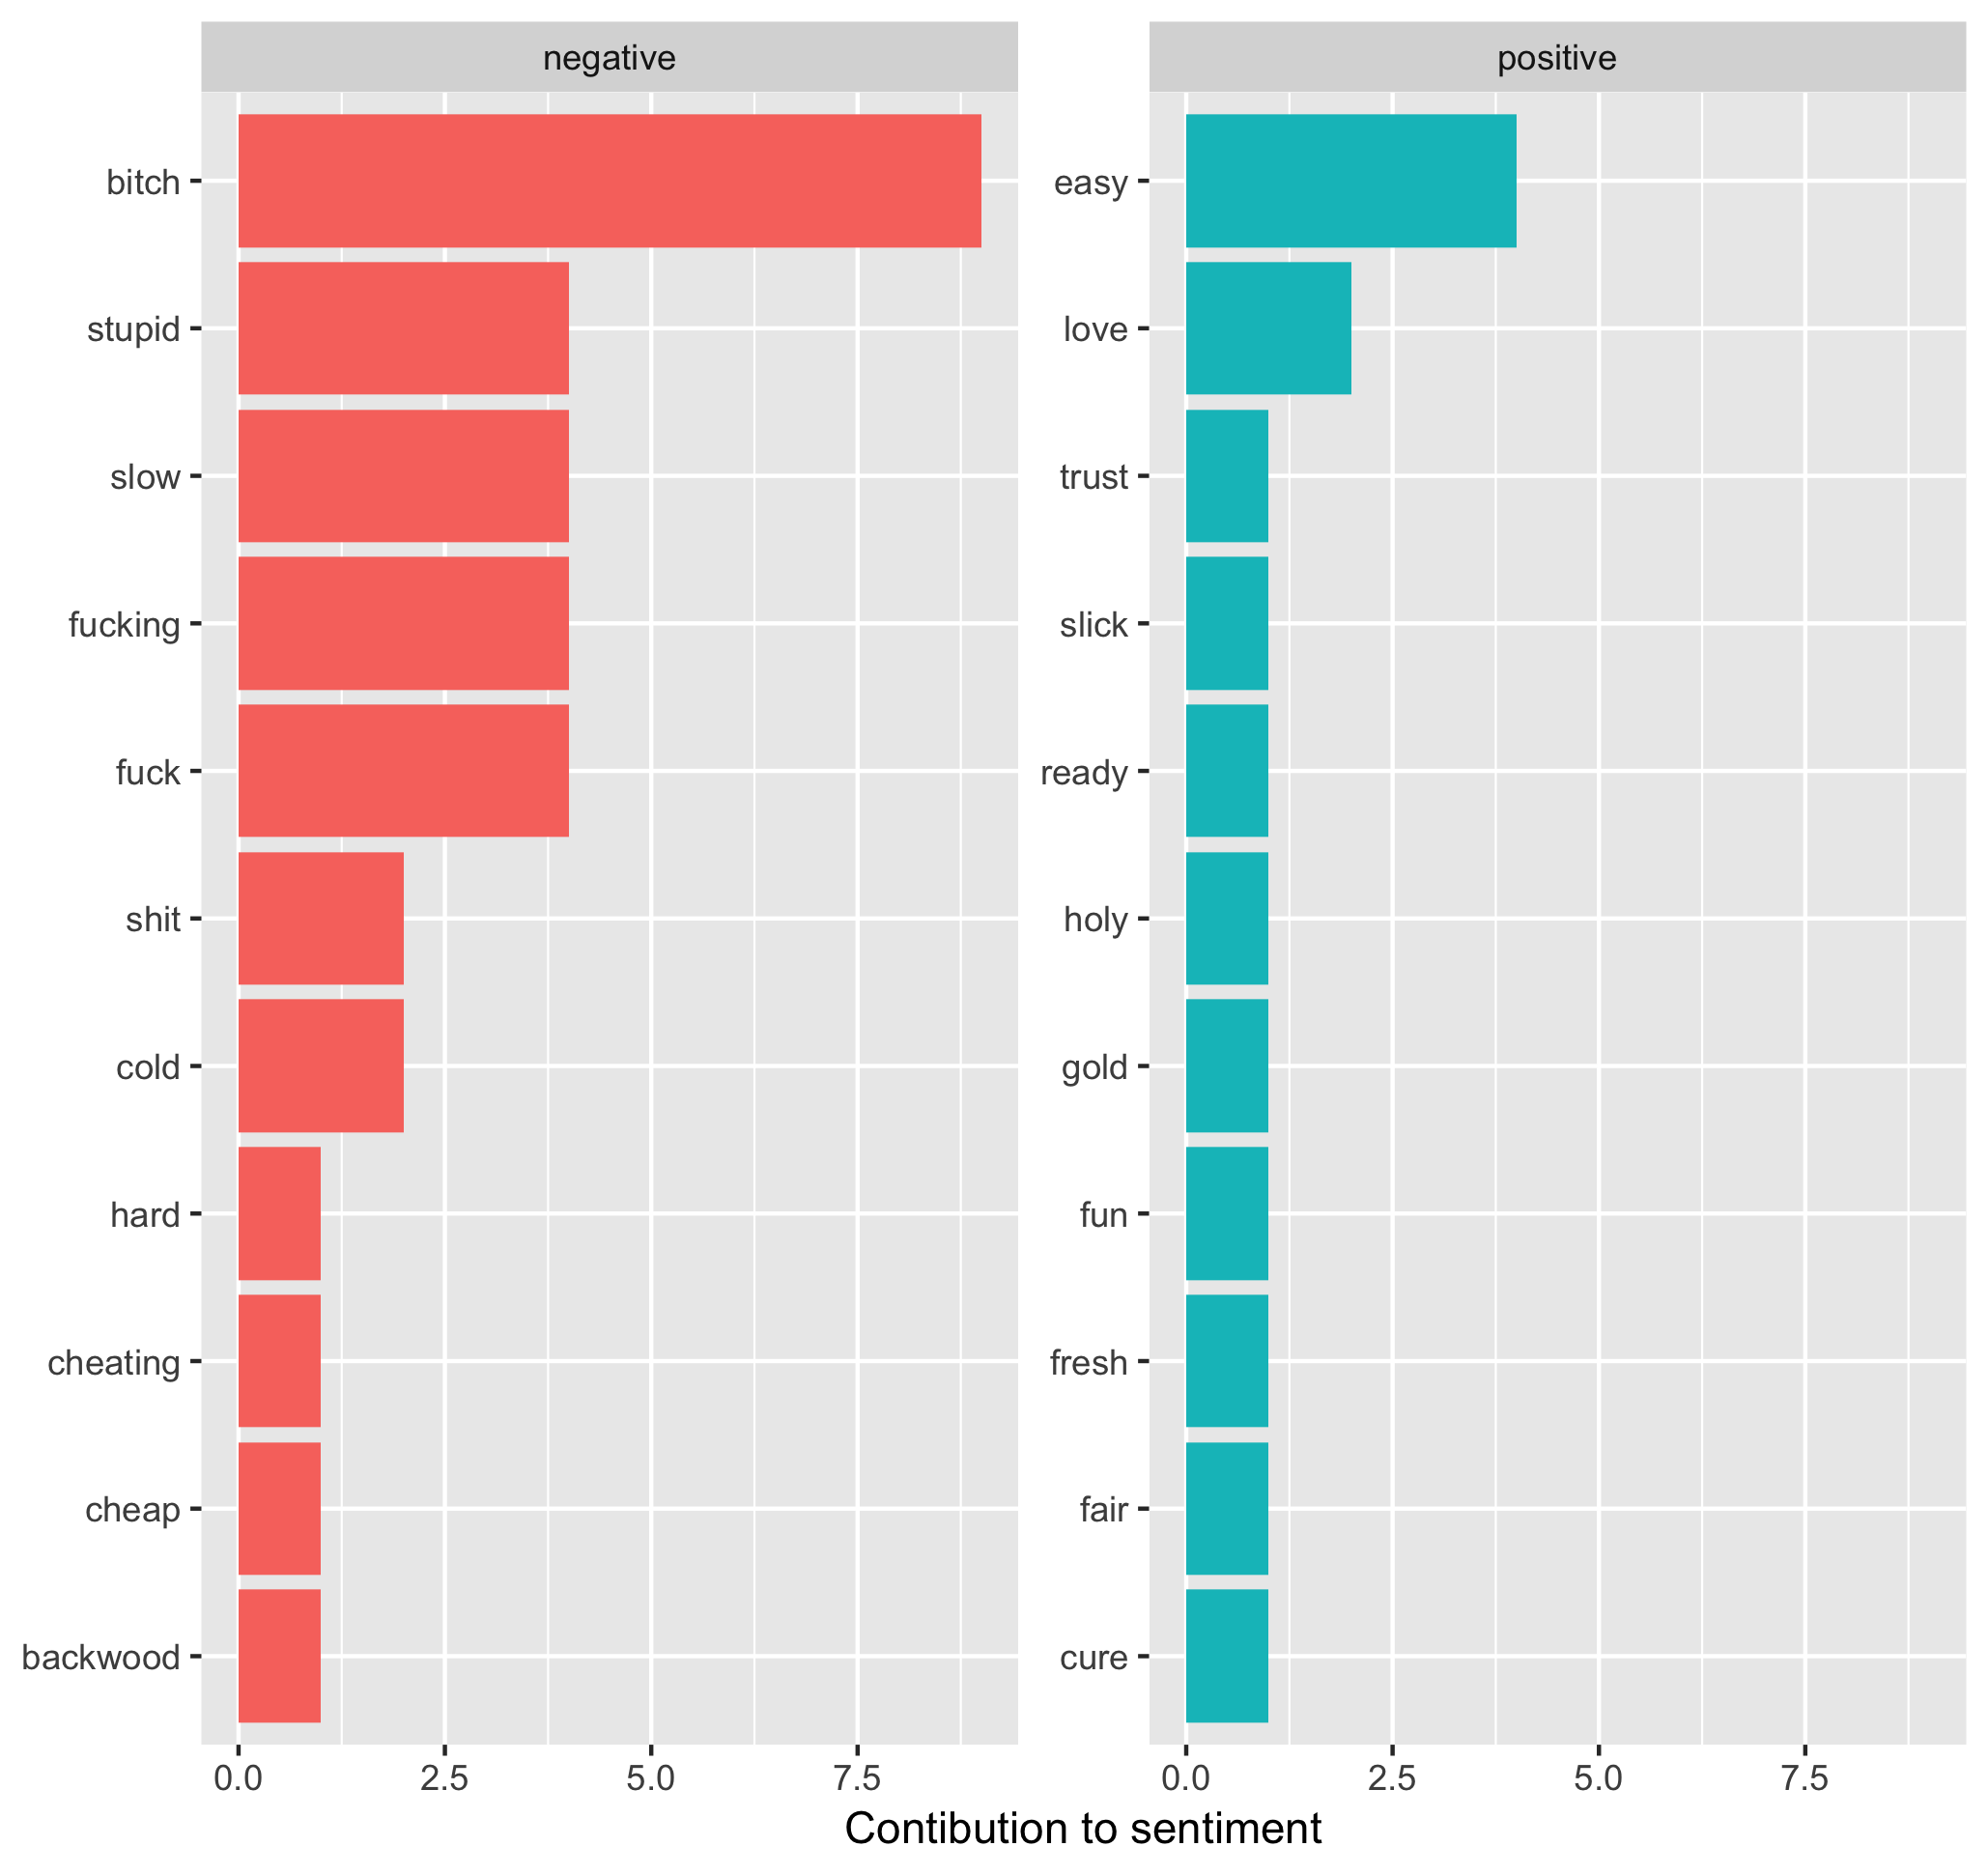 negative
bitch
stupid
slow
fucking
fuck
shit
cold
hard
cheating
cheap
backwood
0.0 2.5 5.0 7.5
positive
easy
love
trust
slick
ready
holy
gold
fun
fresh
fair
cure
0.0 2.5 5.0 7.5
Contibution to sentiment